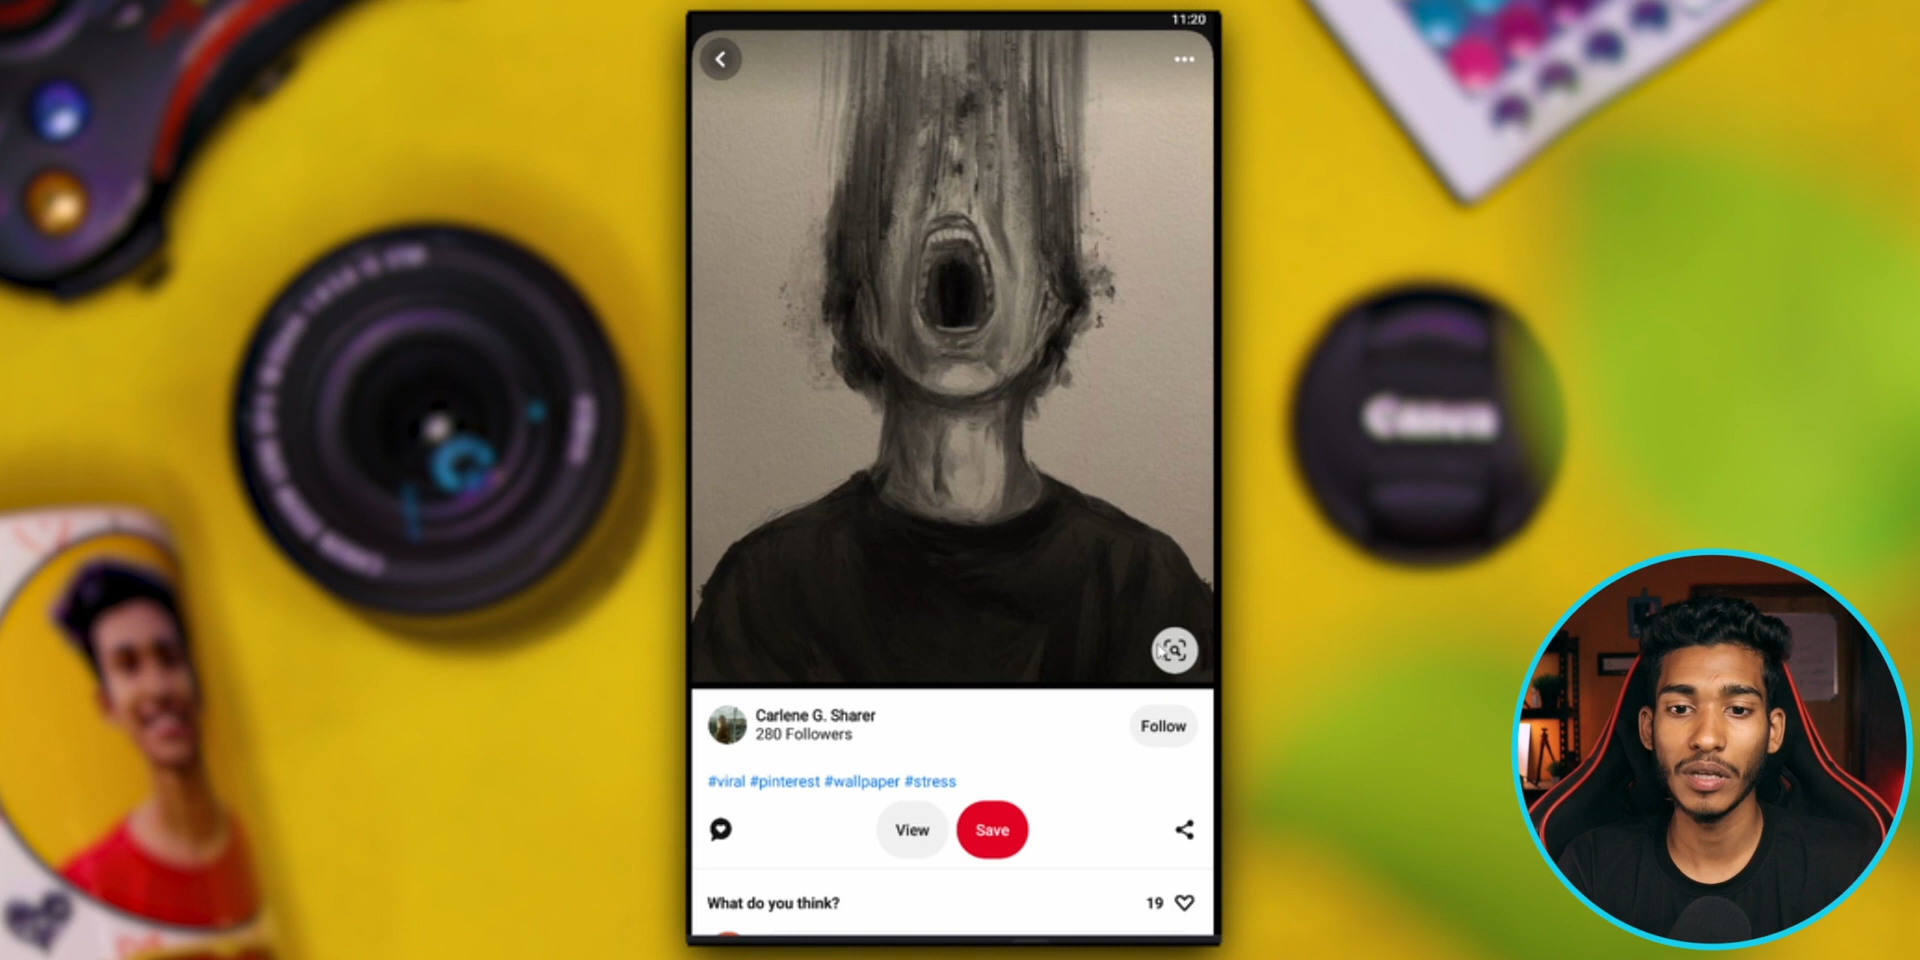 11:20
Carlene G. Sharer
280 Followers
Follow
#viral #pinterest #wallpaper #stress
View
Save
What do you think?
19